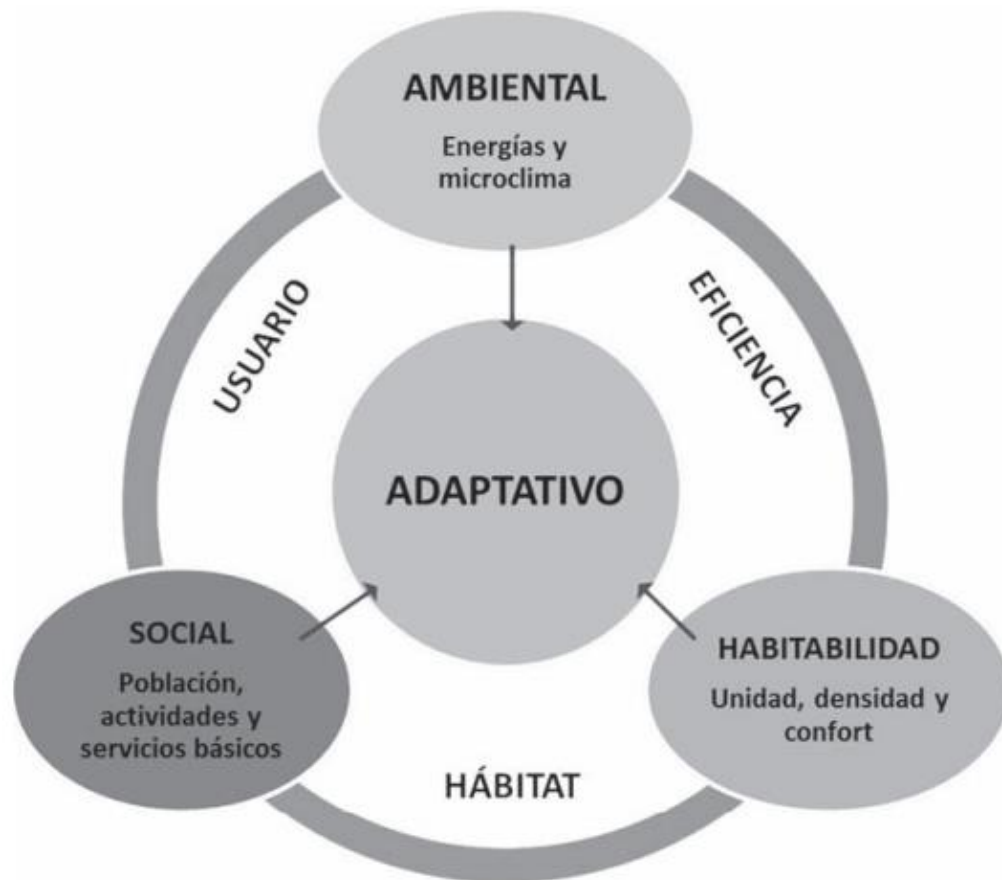 AMBIENTAL
Energías y
microclima
USUARIO
EFICIENCIA
ADAPTATIVO
SOCIAL
Población,
actividades y
servicios básicos
HABITABILIDAD
Unidad, densidad y
confort
HÁBITAT